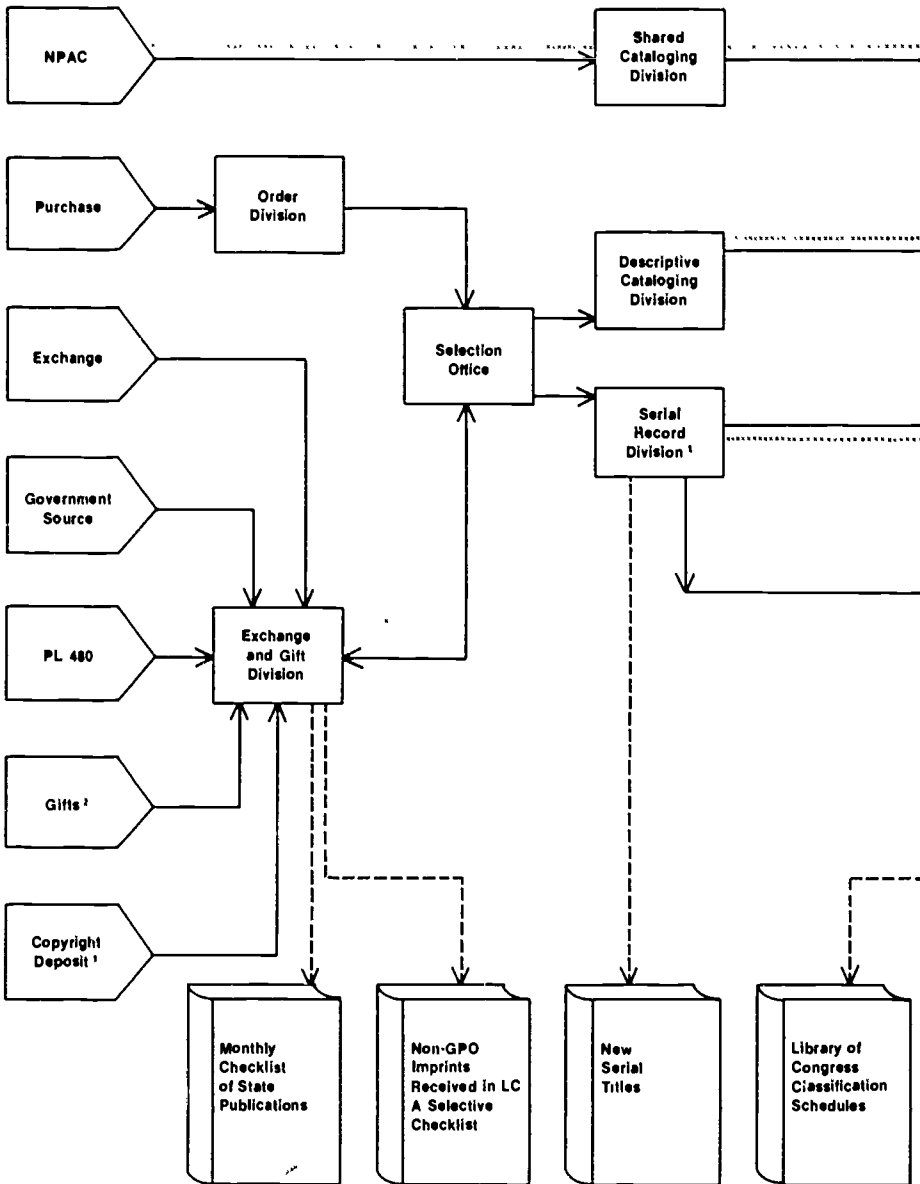 NPAC
Shared
Cataloging
Division
Purchase
Order
Division
Descriptive
Cataloging
Division
Exchange
Selection
Office
Serial
Record
Division ¹
Government
Source
PL 480
Exchange
and Gift
Division
Gifts ²
Copyright
Deposit ¹
Monthly
Checklist
of State
Publications
Non-GPO
Imprints
Received in LC
A Selective
Checklist
New
Serial
Titles
Library of
Congress
Classification
Schedules